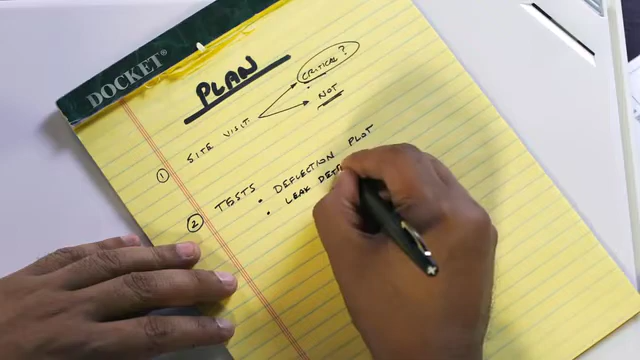 DOCKET®
PLAN
① SITE VISIT
CRITICAL?
NOT
② TESTS
• DEFLECTION PLOT
• LEAK